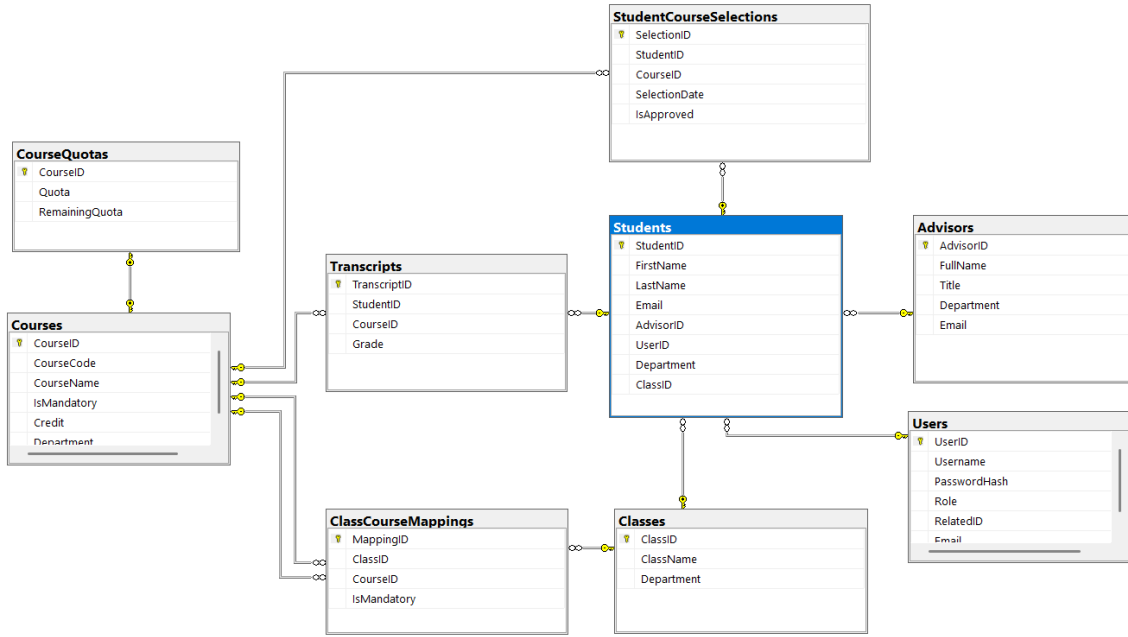 StudentCourseSelections
SelectionID
StudentID
CourseID
SelectionDate
IsApproved
CourseQuotas
CourseID
Quota
RemainingQuota
Students
StudentID
FirstName
LastName
Email
AdvisorID
UserID
Department
ClassID
Advisors
AdvisorID
FullName
Title
Department
Email
Transcripts
TranscriptID
StudentID
CourseID
Grade
Courses
CourseID
CourseCode
CourseName
IsMandatory
Credit
Department
Users
UserID
Username
PasswordHash
Role
RelatedID
Email
ClassCourseMappings
MappingID
ClassID
CourseID
IsMandatory
Classes
ClassID
ClassName
Department